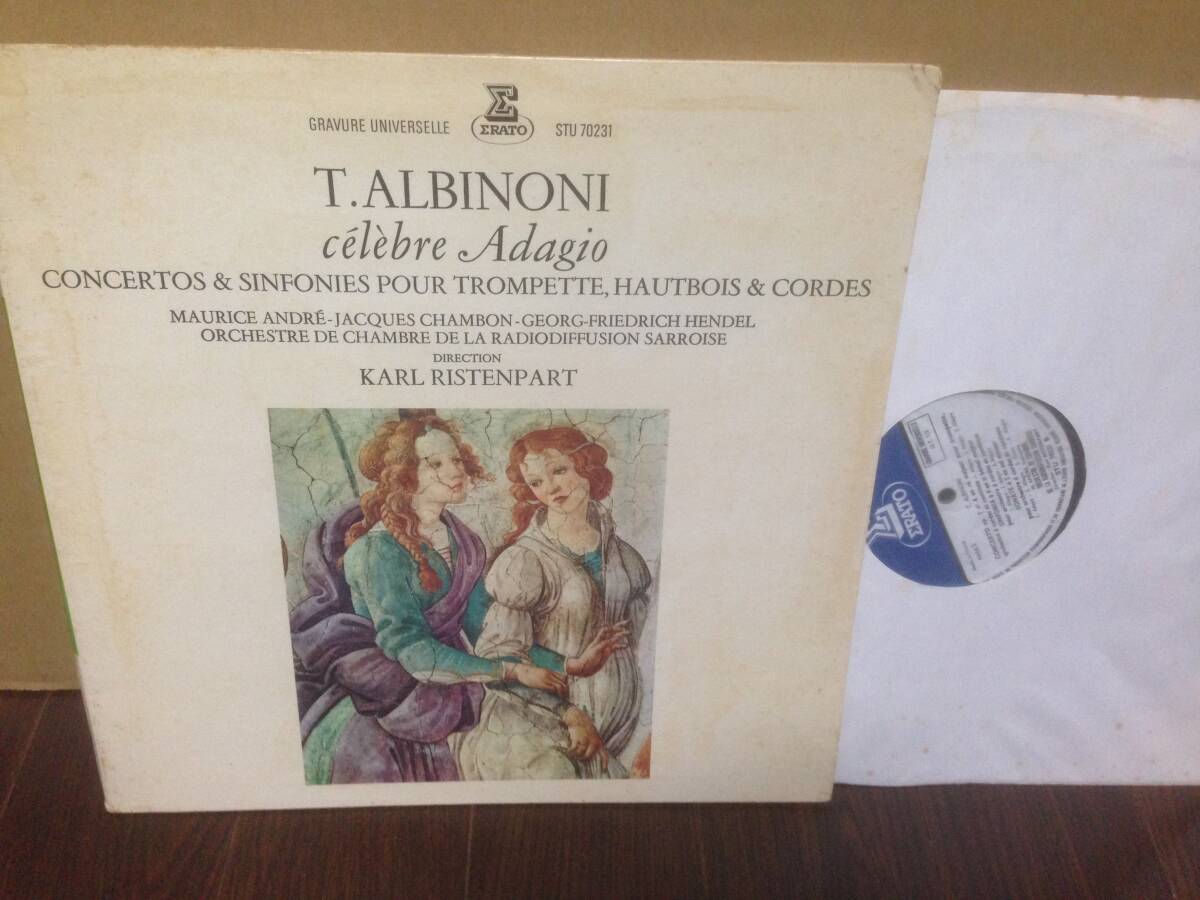 GRAVURE UNIVERSELLE ΣRATO STU 70231
T. ALBINONI
célèbre Adagio
CONCERTOS & SINFONIES POUR TROMPETTE, HAUTBOIS & CORDES
MAURICE ANDRÉ-JACQUES CHAMBON-GEORG-FRIEDRICH HENDEL
ORCHESTRE DE CHAMBRE DE LA RADIODIFFUSION SARROISE
DIRECTION
KARL RISTENPART
ΣRATO